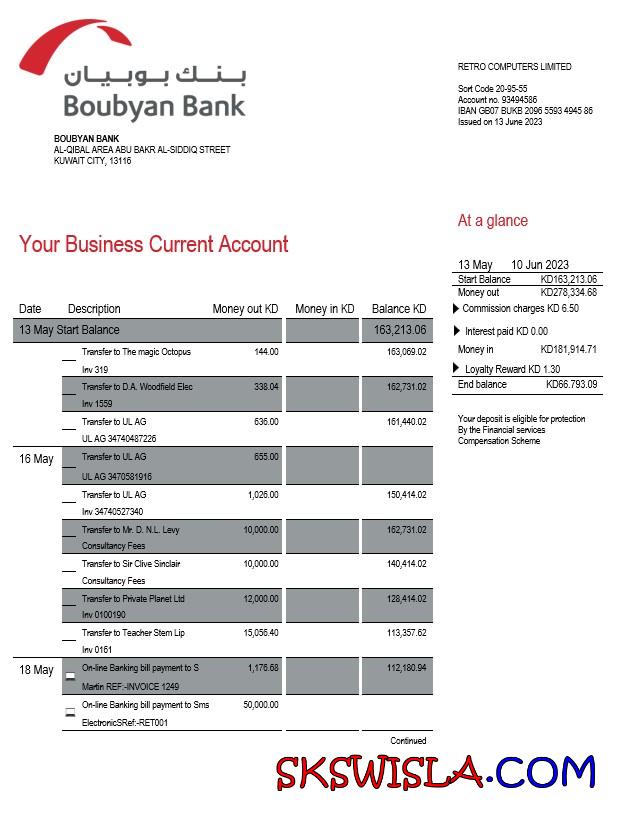 بنك بوبيان
Boubyan Bank
BOUBYAN BANK
AL-QIBAL AREA ABU BAKR AL-SIDDIQ STREET
KUWAIT CITY, 13116
RETRO COMPUTERS LIMITED
Sort Code 20-95-55
Account no. 93494586
IBAN GB07 BUKB 2096 5593 4945 86
Issued on 13 June 2023
Your Business Current Account
At a glance
13 May 10 Jun 2023
Start Balance KD163,213.06
Money out KD278,334.68
Commission charges KD 6.50
Interest paid KD 0.00
Money in KD181,914.71
Loyalty Reward KD 1.30
End balance KD66.793.09
Your deposit is eligible for protection
By the Financial services
Compensation Scheme
Date Description Money out KD Money in KD Balance KD
13 May Start Balance 163,213.06
Transfer to The magic Octopus 144.00 163,069.02
Inv 319
Transfer to D.A. Woodfield Elec 338.04 162,731.02
Inv 1559
Transfer to UL AG 636.00 161,440.02
UL AG 34740487226
16 May Transfer to UL AG 655.00
UL AG 3470581916
Transfer to UL AG 1,026.00 150,414.02
Inv 34740527340
Transfer to Mr. D. N.L. Levy 10,000.00 162,731.02
Consultancy Fees
Transfer to Sir Clive Sinclair 10,000.00 140,414.02
Consultancy Fees
Transfer to Private Planet Ltd 12,000.00 128,414.02
Inv 0100190
Transfer to Teacher Stem Lip 15,056.40 113,357.62
Inv 0161
18 May On-line Banking bill payment to S 1,176.68 112,180.94
Martin REF:-INVOICE 1249
On-line Banking bill payment to Sms 50,000.00
ElectronicSRef:-RET001
Continued
SKSWISLA.COM